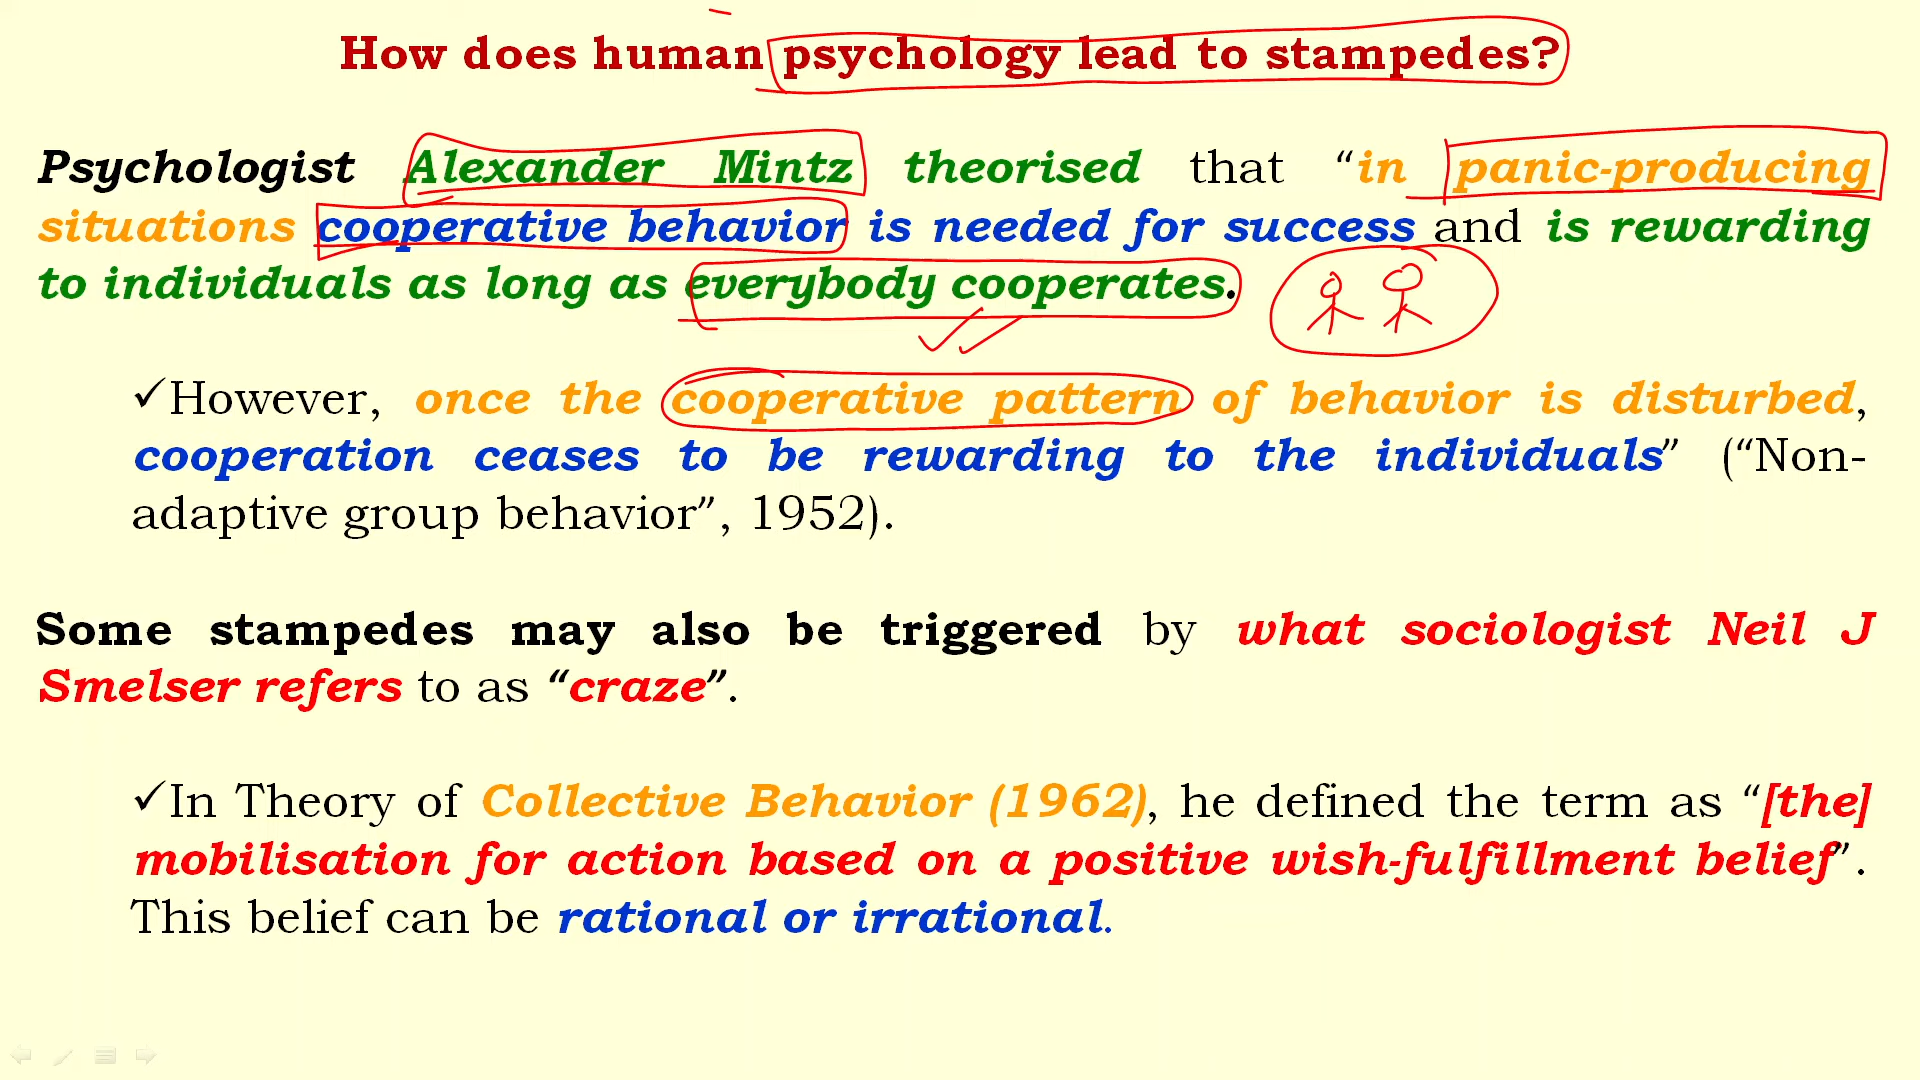 How does human psychology lead to stampedes?
Psychologist Alexander Mintz theorised that “in panic-producing
situations cooperative behavior is needed for success and is rewarding
to individuals as long as everybody cooperates.
✓However, once the cooperative pattern of behavior is disturbed,
cooperation ceases to be rewarding to the individuals” (“Non-
adaptive group behavior”, 1952).
Some stampedes may also be triggered by what sociologist Neil J
Smelser refers to as “craze”.
✓In Theory of Collective Behavior (1962), he defined the term as “[the]
mobilisation for action based on a positive wish-fulfillment belief”.
This belief can be rational or irrational.